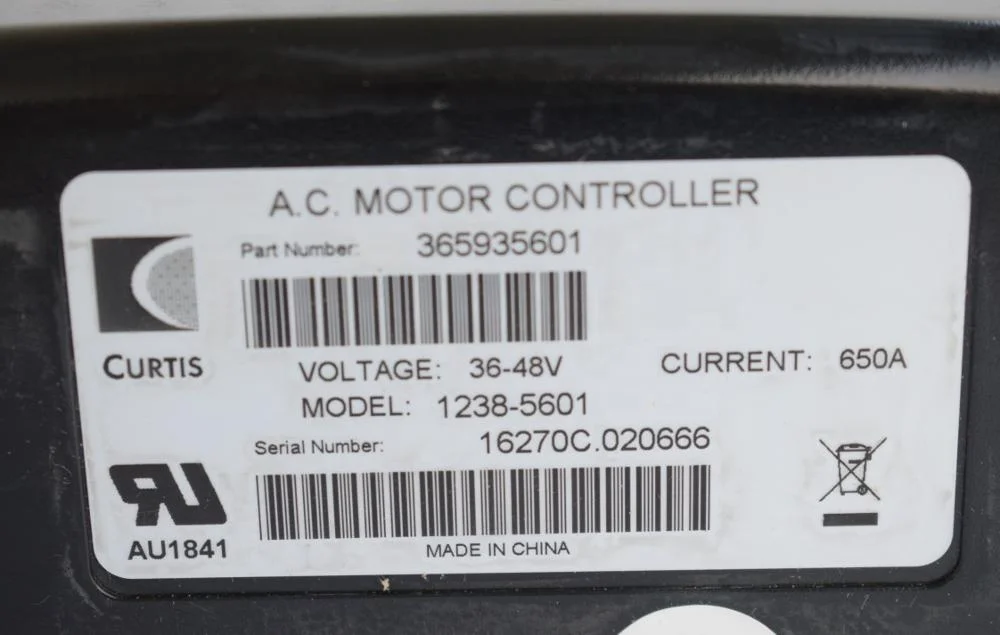 A.C. MOTOR CONTROLLER
Part Number: 365935601
CURTIS
VOLTAGE: 36-48V CURRENT: 650A
MODEL: 1238-5601
Serial Number: 16270C.020666
RU
AU1841
MADE IN CHINA